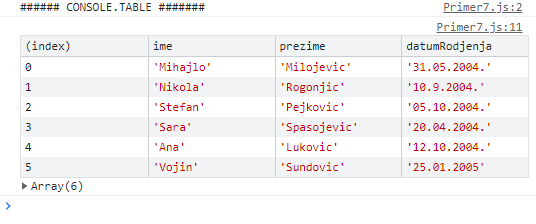 ###### CONSOLE.TABLE ####### Primer7.js:2
Primer7.js:11
(index) ime prezime datumRodjenja
0 'Mihajlo' 'Milojevic' '31.05.2004.'
1 'Nikola' 'Rogonjic' '10.9.2004.'
2 'Stefan' 'Pejkovic' '05.10.2004.'
3 'Sara' 'Spasojevic' '20.04.2004.'
4 'Ana' 'Lukovic' '12.10.2004.'
5 'Vojin' 'Sundovic' '25.01.2005'
▶ Array(6)
>